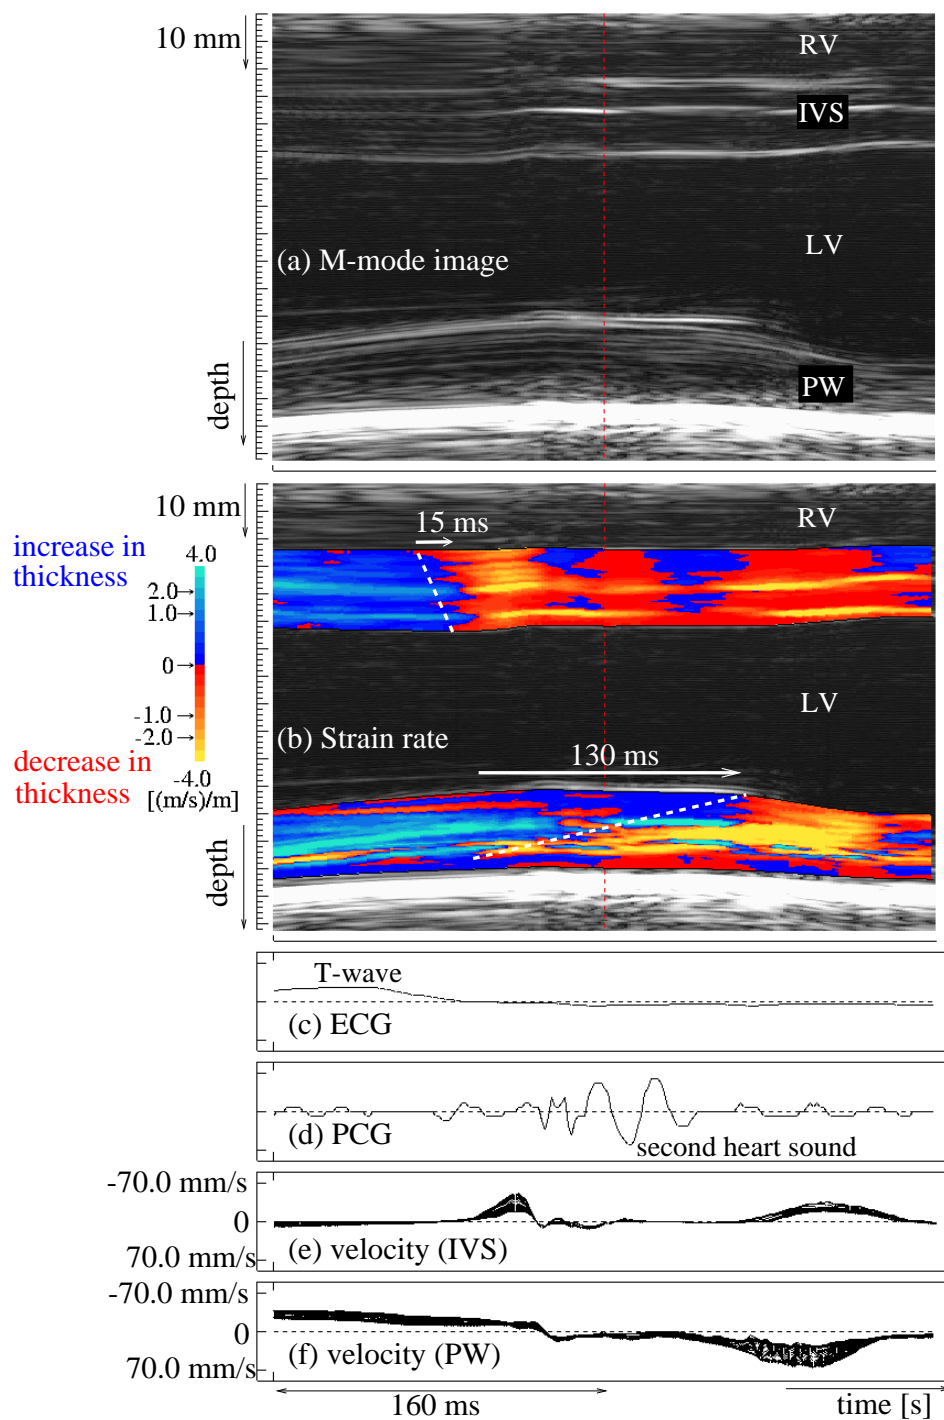 10 mm
RV
IVS
LV
(a) M-mode image
depth
PW
10 mm
15 ms
RV
increase in
thickness
4.0
2.0
1.0
0
-1.0
-2.0
-4.0
[(m/s)/m]
decrease in
thickness
LV
(b) Strain rate
130 ms
depth
T-wave
(c) ECG
(d) PCG
second heart sound
-70.0 mm/s
0
70.0 mm/s
(e) velocity (IVS)
-70.0 mm/s
0
70.0 mm/s
(f) velocity (PW)
160 ms
time [s]